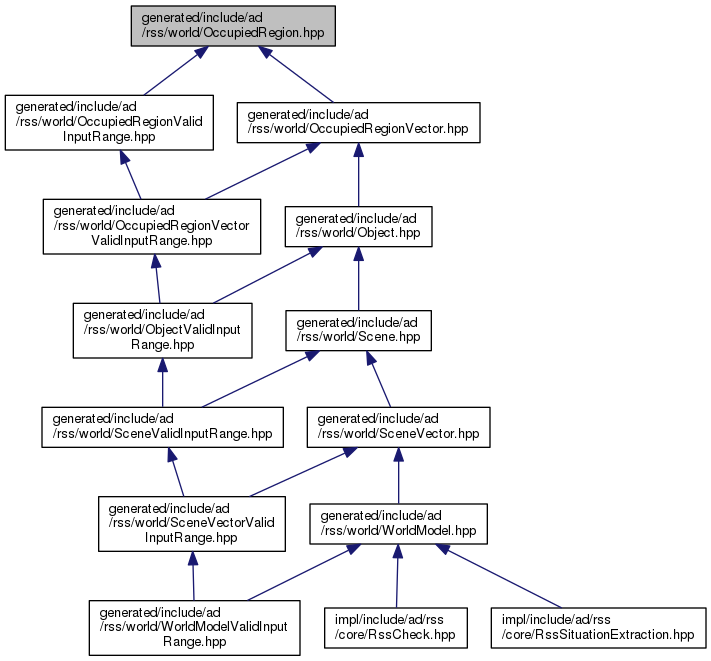 generated/include/ad
/rss/world/OccupiedRegion.hpp
generated/include/ad
/rss/world/OccupiedRegionValid
InputRange.hpp
generated/include/ad
/rss/world/OccupiedRegionVector.hpp
generated/include/ad
/rss/world/OccupiedRegionVector
ValidInputRange.hpp
generated/include/ad
/rss/world/Object.hpp
generated/include/ad
/rss/world/ObjectValidInput
Range.hpp
generated/include/ad
/rss/world/Scene.hpp
generated/include/ad
/rss/world/SceneValidInputRange.hpp
generated/include/ad
/rss/world/SceneVector.hpp
generated/include/ad
/rss/world/SceneVectorValid
InputRange.hpp
generated/include/ad
/rss/world/WorldModel.hpp
generated/include/ad
/rss/world/WorldModelValidInput
Range.hpp
impl/include/ad/rss
/core/RssCheck.hpp
impl/include/ad/rss
/core/RssSituationExtraction.hpp